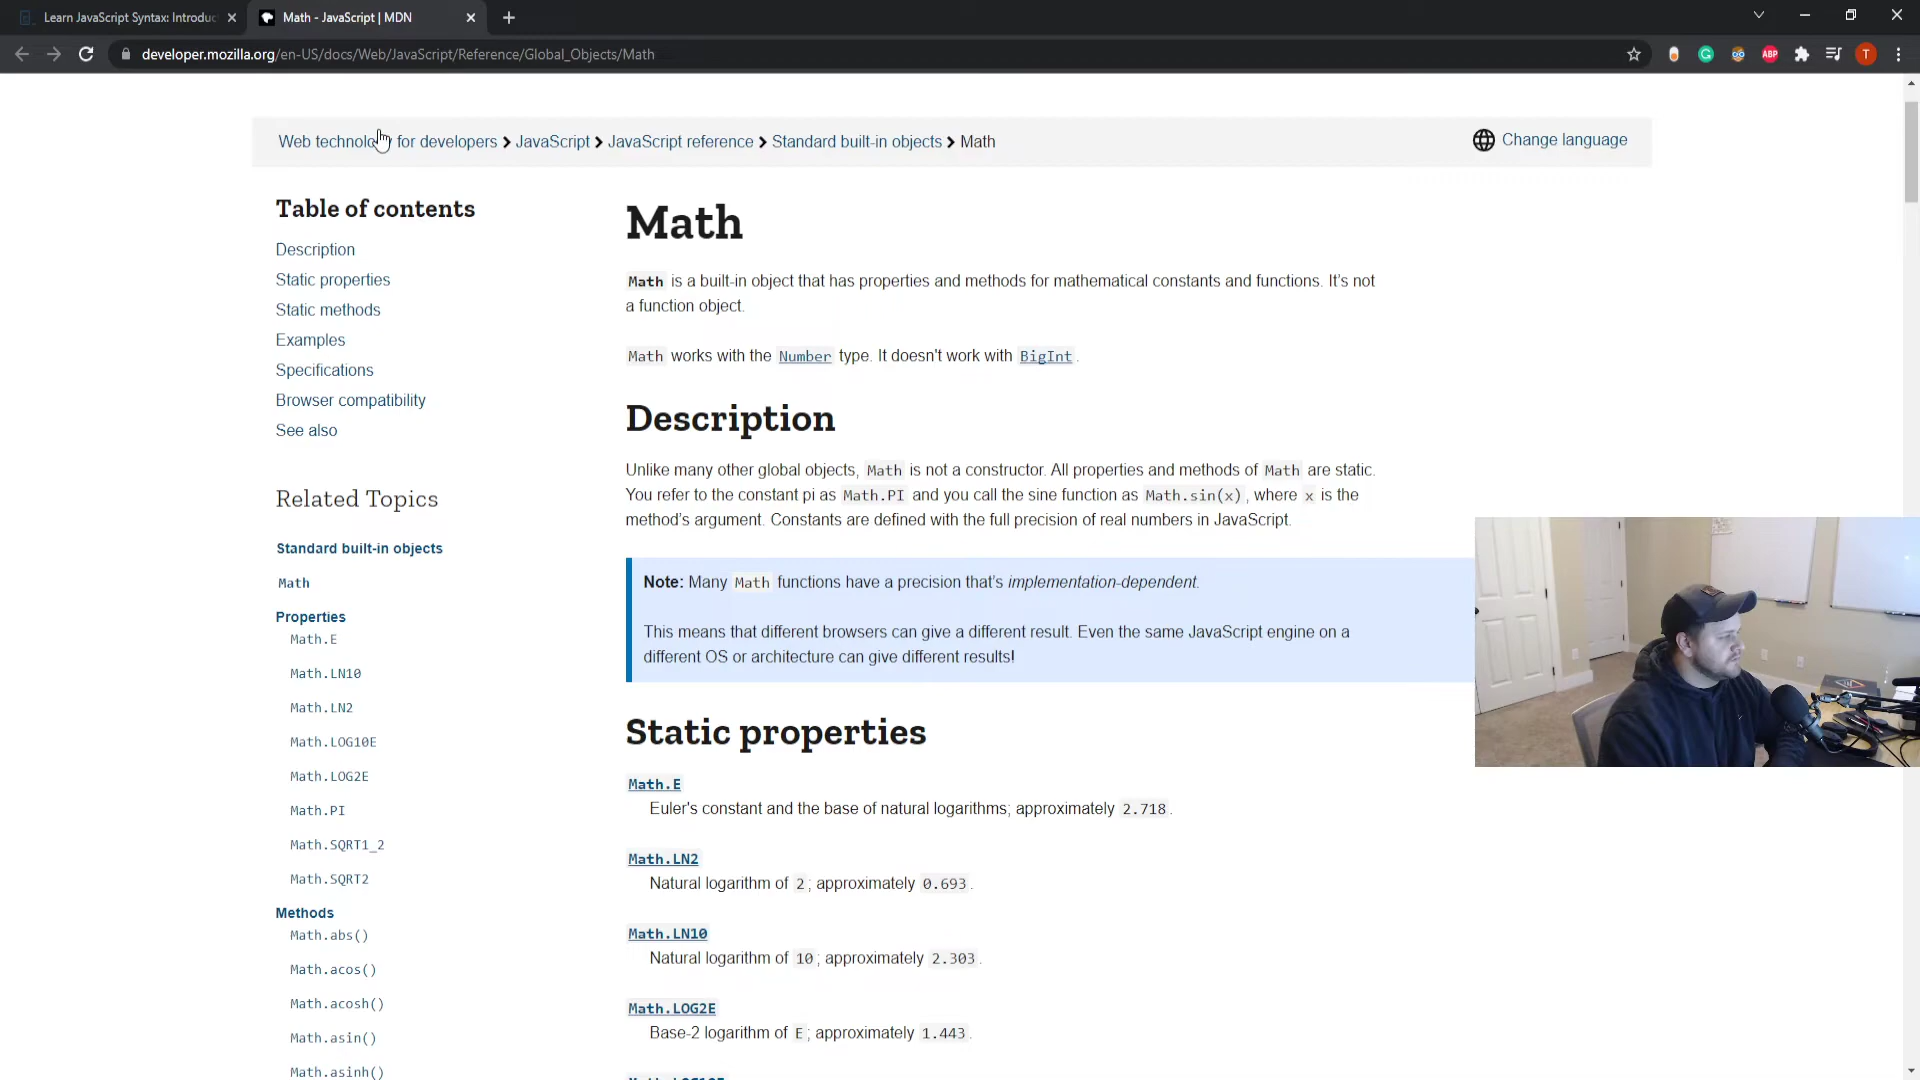 Learn JavaScript Syntax: Introduc
Math - JavaScript | MDN
developer.mozilla.org/en-US/docs/Web/JavaScript/Reference/Global_Objects/Math
ABP
T
Web technology for developers > JavaScript > JavaScript reference > Standard built-in objects > Math
Change language
Table of contents
Description
Static properties
Static methods
Examples
Specifications
Browser compatibility
See also
Related Topics
Standard built-in objects
Math
Properties
Math.E
Math.LN10
Math.LN2
Math.LOG10E
Math.LOG2E
Math.PI
Math.SQRT1_2
Math.SQRT2
Methods
Math.abs()
Math.acos()
Math.acosh()
Math.asin()
Math.asinh()
Math
Math is a built-in object that has properties and methods for mathematical constants and functions. It's not
a function object.
Math works with the Number type. It doesn't work with BigInt.
Description
Unlike many other global objects, Math is not a constructor. All properties and methods of Math are static.
You refer to the constant pi as Math.PI and you call the sine function as Math.sin(x), where x is the
method's argument. Constants are defined with the full precision of real numbers in JavaScript.
Note: Many Math functions have a precision that's implementation-dependent.
This means that different browsers can give a different result. Even the same JavaScript engine on a
different OS or architecture can give different results!
Static properties
Math.E
Euler's constant and the base of natural logarithms; approximately 2.718.
Math.LN2
Natural logarithm of 2; approximately 0.693.
Math.LN10
Natural logarithm of 10; approximately 2.303.
Math.LOG2E
Base-2 logarithm of E; approximately 1.443.